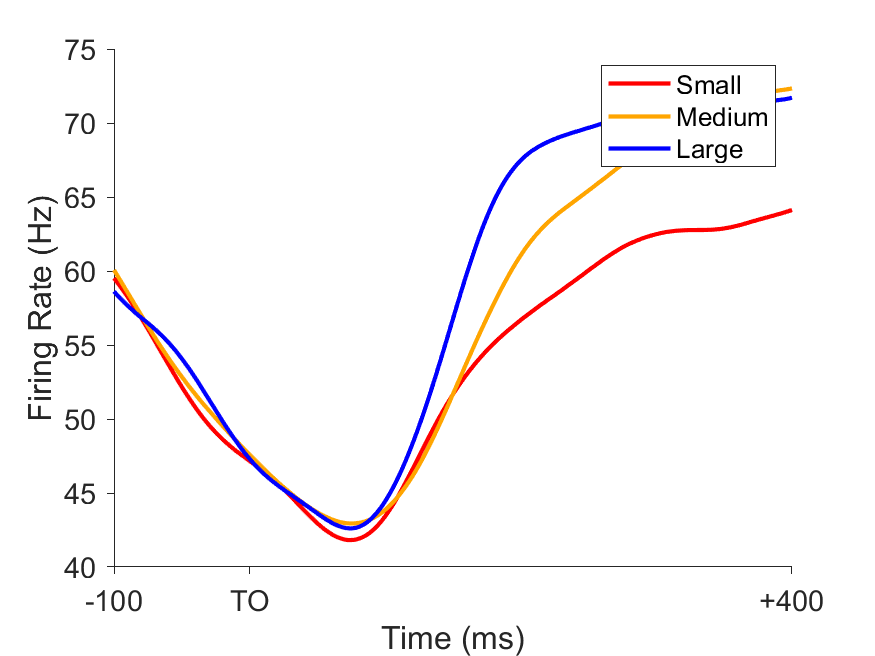 75
70
65
60
55
50
45
40
Firing Rate (Hz)
Small
Medium
Large
-100 TO +400
Time (ms)